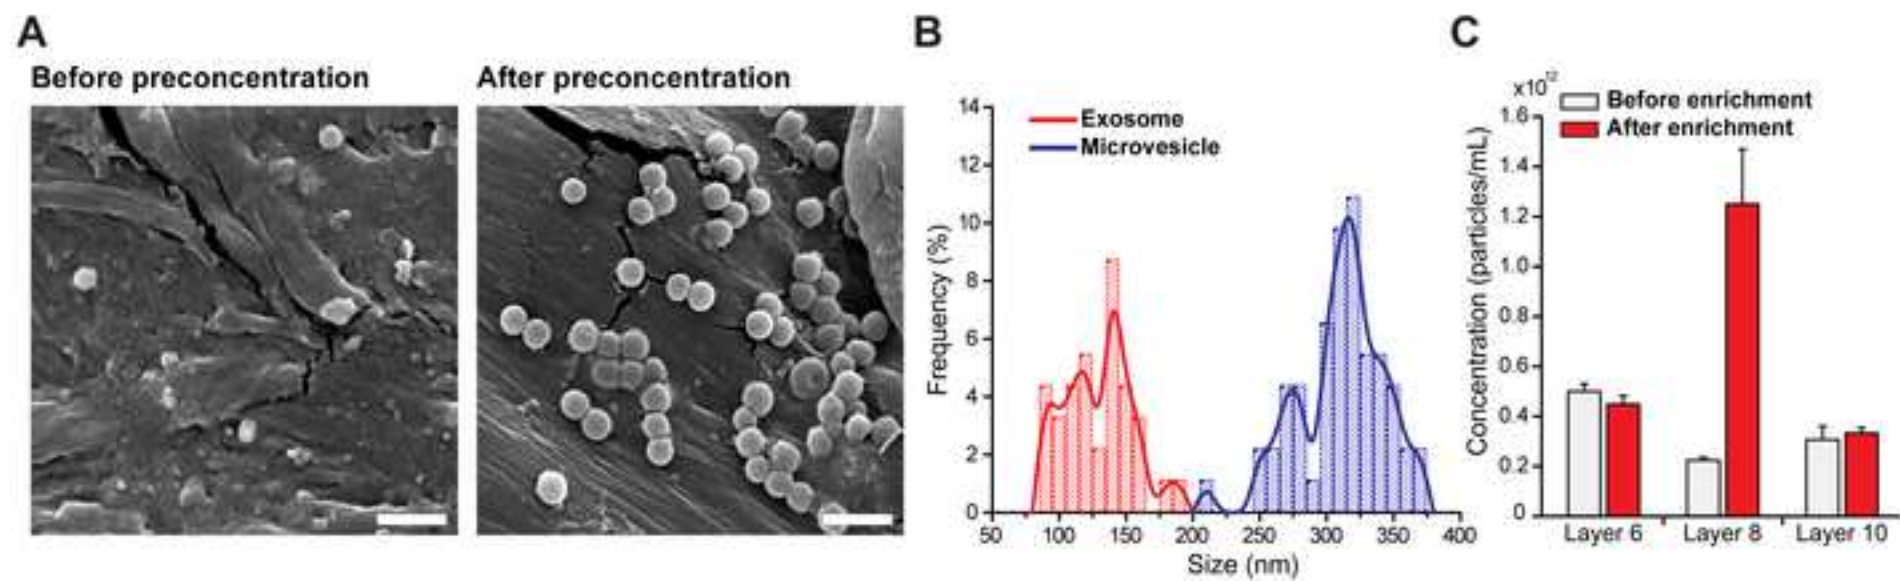 A
Before preconcentration
After preconcentration
B
14
12
10
8
6
4
2
0
Frequency (%)
Exosome
Microvesicle
50 100 150 200 250 300 350 400
Size (nm)
C
x10¹²
1.6
1.4
1.2
1.0
0.8
0.6
0.4
0.2
0
Concentration (particles/mL)
Before enrichment
After enrichment
Layer 6 Layer 8 Layer 10